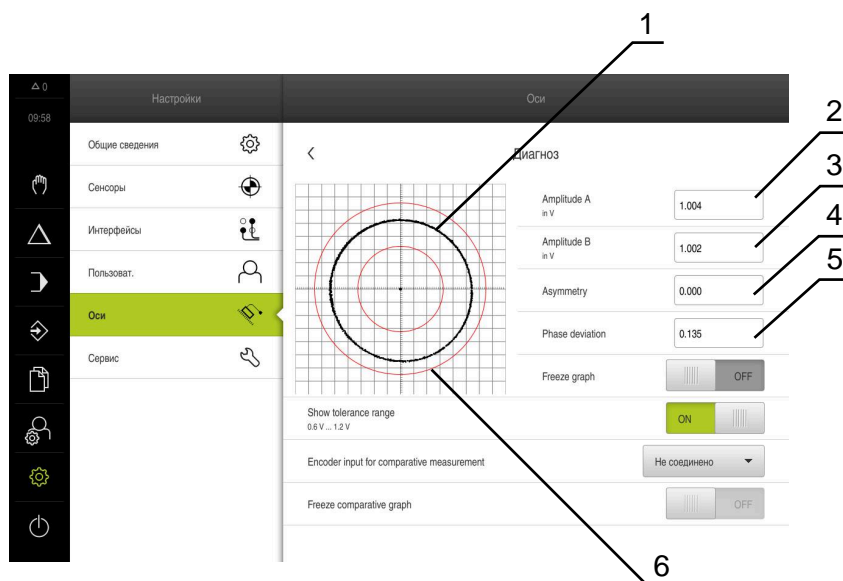 1
△ 0
Настройки
Оси
09:58
2
Общие сведения
Диагноз
3
Сенсоры
Amplitude A
in V
1.004
4
Интерфейсы
Amplitude B
in V
1.002
5
Пользоват.
Asymmetry
0.000
Оси
Phase deviation
0.135
Сервис
Freeze graph
OFF
Show tolerance range
0.6 V ... 1.2 V
ON
Encoder input for comparative measurement
Не соединено
Freeze comparative graph
OFF
6